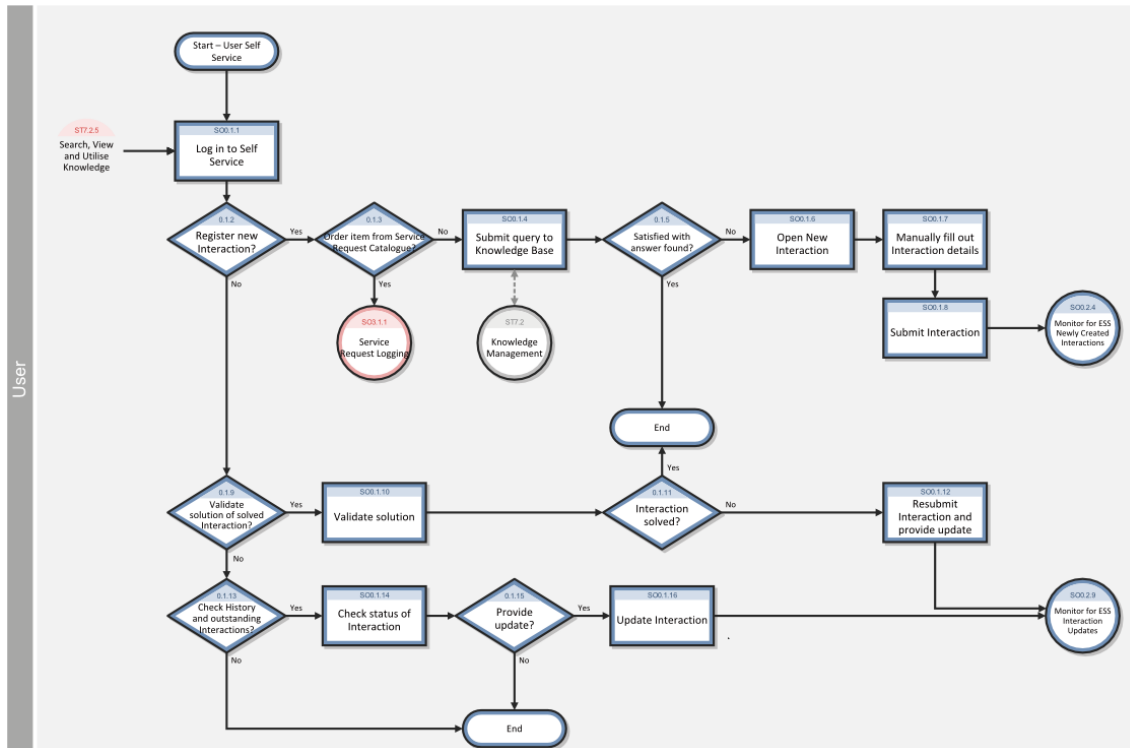 User
Start – User Self
Service
ST7.2.5
Search, View
and Utilise
Knowledge
SO0.1.1
Log in to Self
Service
0.1.2
Register new
Interaction?
Yes
No
0.1.3
Order item from Service
Request Catalogue?
No
Yes
SO3.1.1
Service
Request Logging
SO0.1.4
Submit query to
Knowledge Base
ST7.2
Knowledge
Management
0.1.5
Satisfied with
answer found?
No
Yes
SO0.1.6
Open New
Interaction
SO0.1.7
Manually fill out
Interaction details
SO0.1.8
Submit Interaction
SO0.2.4
Monitor for ESS
Newly Created
Interactions
End
Yes
0.1.9
Validate
solution of solved
Interaction?
Yes
No
SO0.1.10
Validate solution
0.1.11
Interaction
solved?
No
SO0.1.12
Resubmit
Interaction and
provide update
0.1.13
Check History
and outstanding
Interactions?
Yes
No
SO0.1.14
Check status of
Interaction
0.1.15
Provide
update?
Yes
No
SO0.1.16
Update Interaction
.
SO0.2.9
Monitor for ESS
Interaction
Updates
End